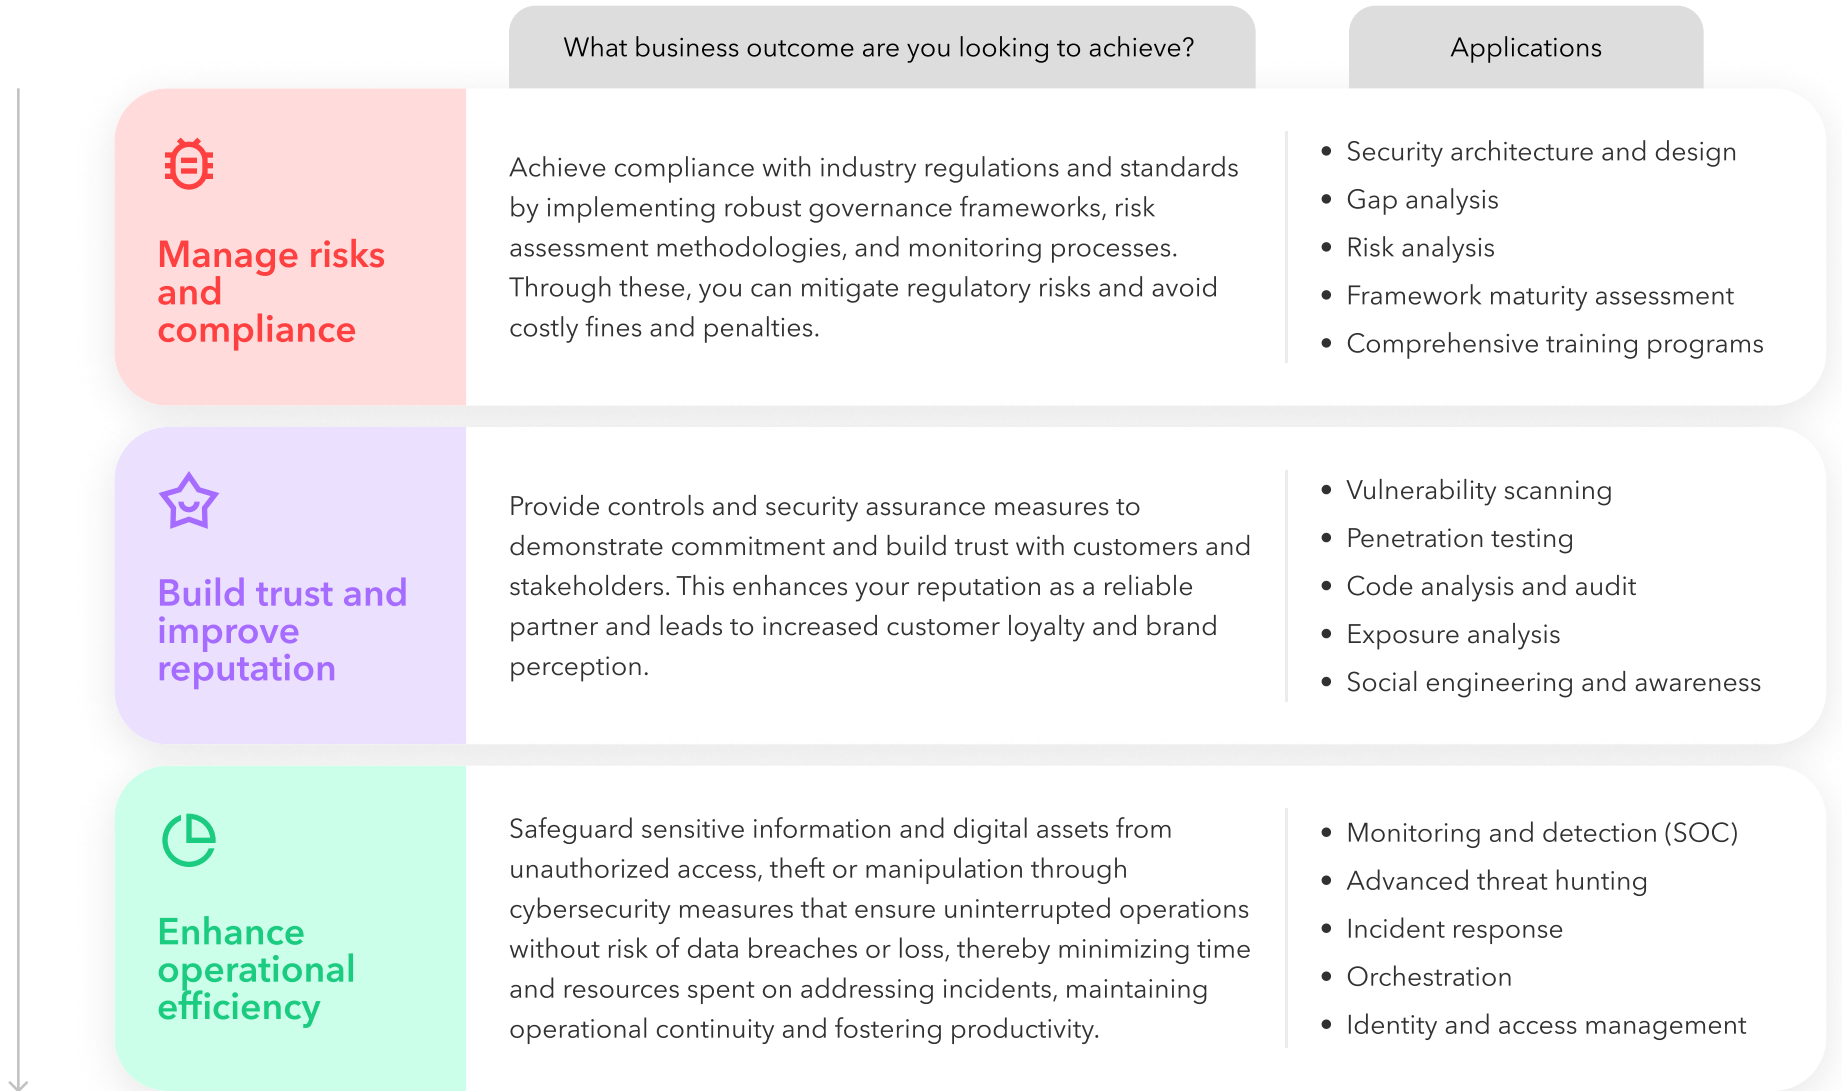 What business outcome are you looking to achieve?
Applications
Manage risks
and
compliance
Achieve compliance with industry regulations and standards
by implementing robust governance frameworks, risk
assessment methodologies, and monitoring processes.
Through these, you can mitigate regulatory risks and avoid
costly fines and penalties.
• Security architecture and design
• Gap analysis
• Risk analysis
• Framework maturity assessment
• Comprehensive training programs
Build trust and
improve
reputation
Provide controls and security assurance measures to
demonstrate commitment and build trust with customers and
stakeholders. This enhances your reputation as a reliable
partner and leads to increased customer loyalty and brand
perception.
• Vulnerability scanning
• Penetration testing
• Code analysis and audit
• Exposure analysis
• Social engineering and awareness
Enhance
operational
efficiency
Safeguard sensitive information and digital assets from
unauthorized access, theft or manipulation through
cybersecurity measures that ensure uninterrupted operations
without risk of data breaches or loss, thereby minimizing time
and resources spent on addressing incidents, maintaining
operational continuity and fostering productivity.
• Monitoring and detection (SOC)
• Advanced threat hunting
• Incident response
• Orchestration
• Identity and access management